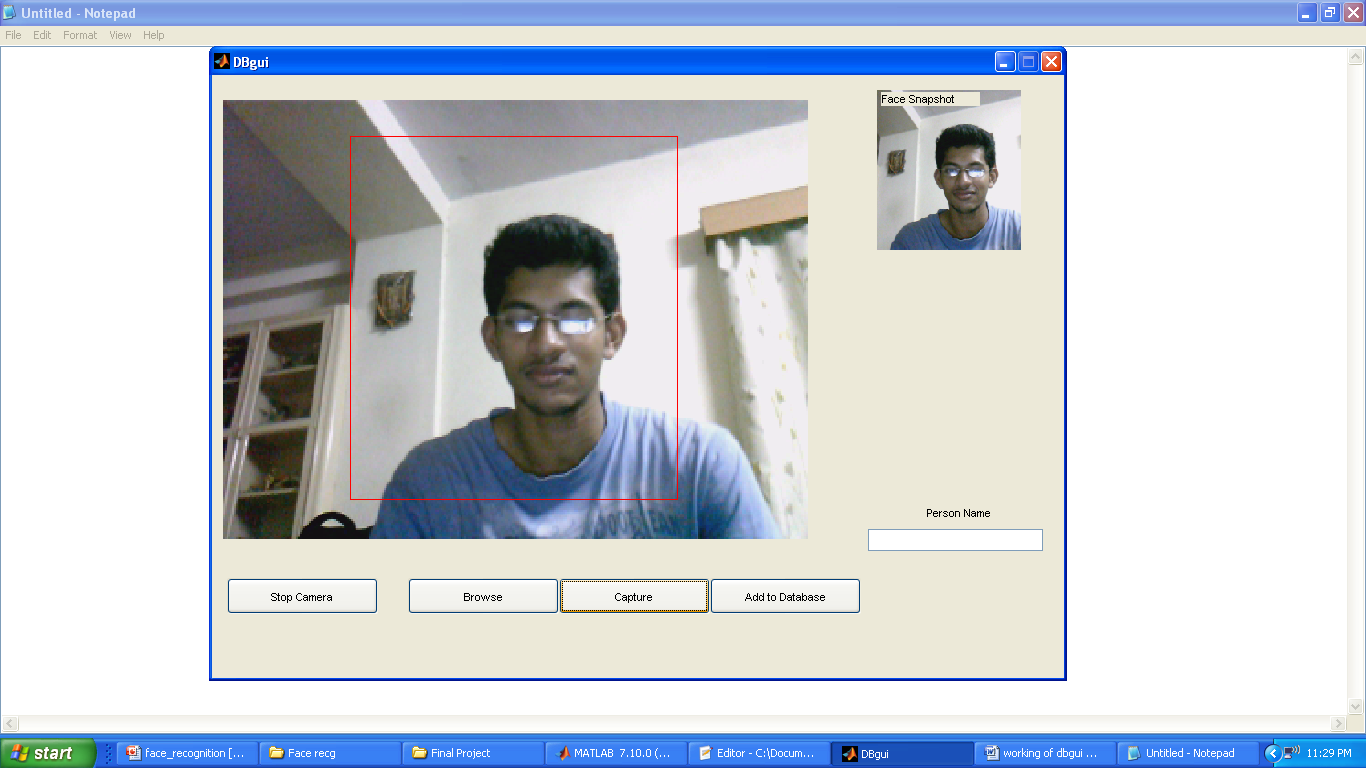 Untitled - Notepad
File Edit Format View Help
DBgui
Face Snapshot
Person Name
Stop Camera
Browse
Capture
Add to Database
start
face_recognition [...
Face recg
Final Project
MATLAB 7.10.0 (...
Editor - C:\Docum...
DBgui
working of dbgui ...
Untitled - Notepad
11:29 PM